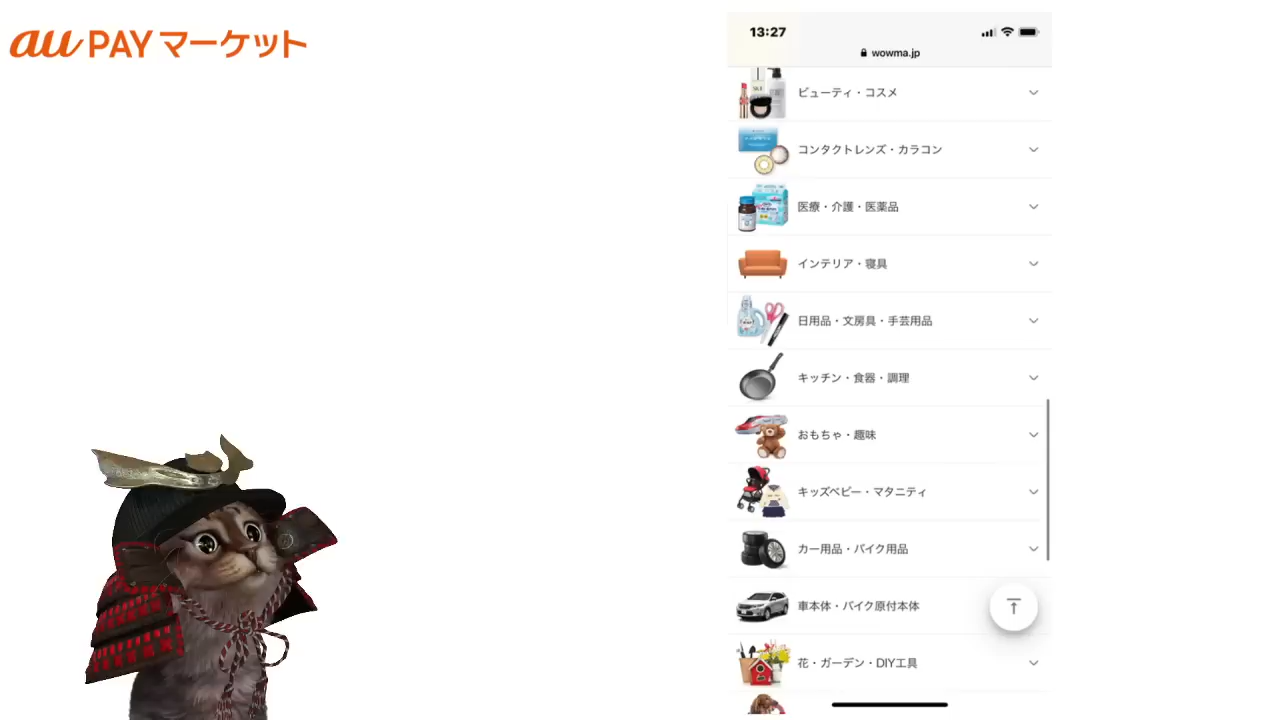 au PAY マーケット
13:27
wowma.jp
ビューティ・コスメ
コンタクトレンズ・カラコン
医療・介護・医薬品
インテリア・寝具
日用品・文房具・手芸用品
キッチン・食器・調理
おもちゃ・趣味
キッズベビー・マタニティ
カー用品・バイク用品
車本体・バイク原付本体
花・ガーデン・DIY工具